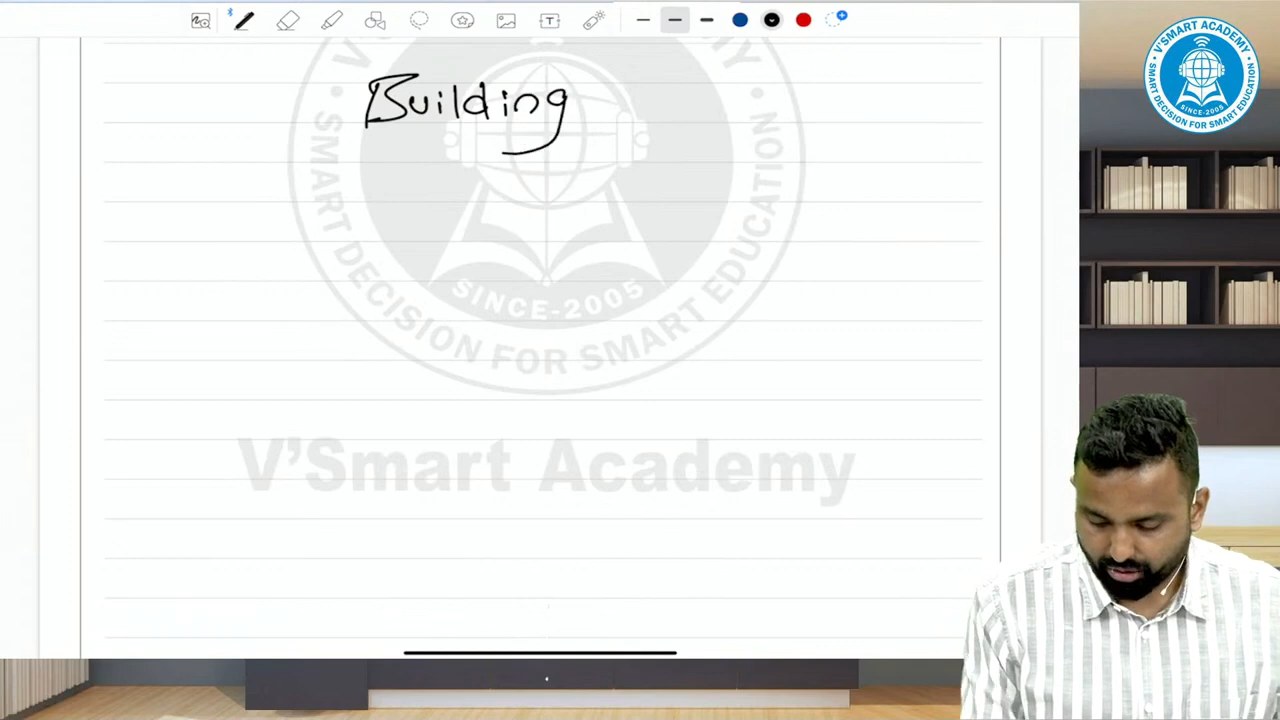 Building
V'SMART ACADEMY
SMART DECISION FOR SMART EDUCATION
SINCE-2005
SMART DECISION FOR SMART EDUCATION
SINCE-2005
V'Smart Academy
T